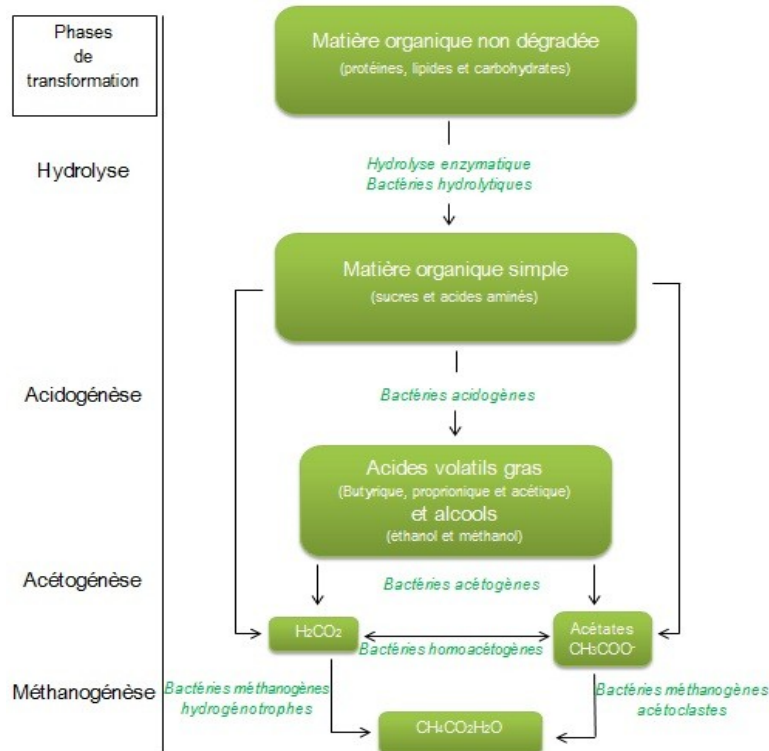 Phases
de
transformation
Matière organique non dégradée
(protéines, lipides et carbohydrates)
Hydrolyse
Hydrolyse enzymatique
Bactéries hydrolytiques
Matière organique simple
(sucres et acides aminés)
Acidogénèse
Bactéries acidogènes
Acides volatils gras
(Butyrique, proprionique et acétique)
et alcools
(éthanol et méthanol)
Acétogénèse
Bactéries acétogènes
H₂CO₂
Bactéries homoacétogènes
Acétates
CH₃COO⁻
Méthanogénèse
Bactéries méthanogènes
hydrogénotrophes
Bactéries méthanogènes
acétoclastes
CH₄CO₂H₂O